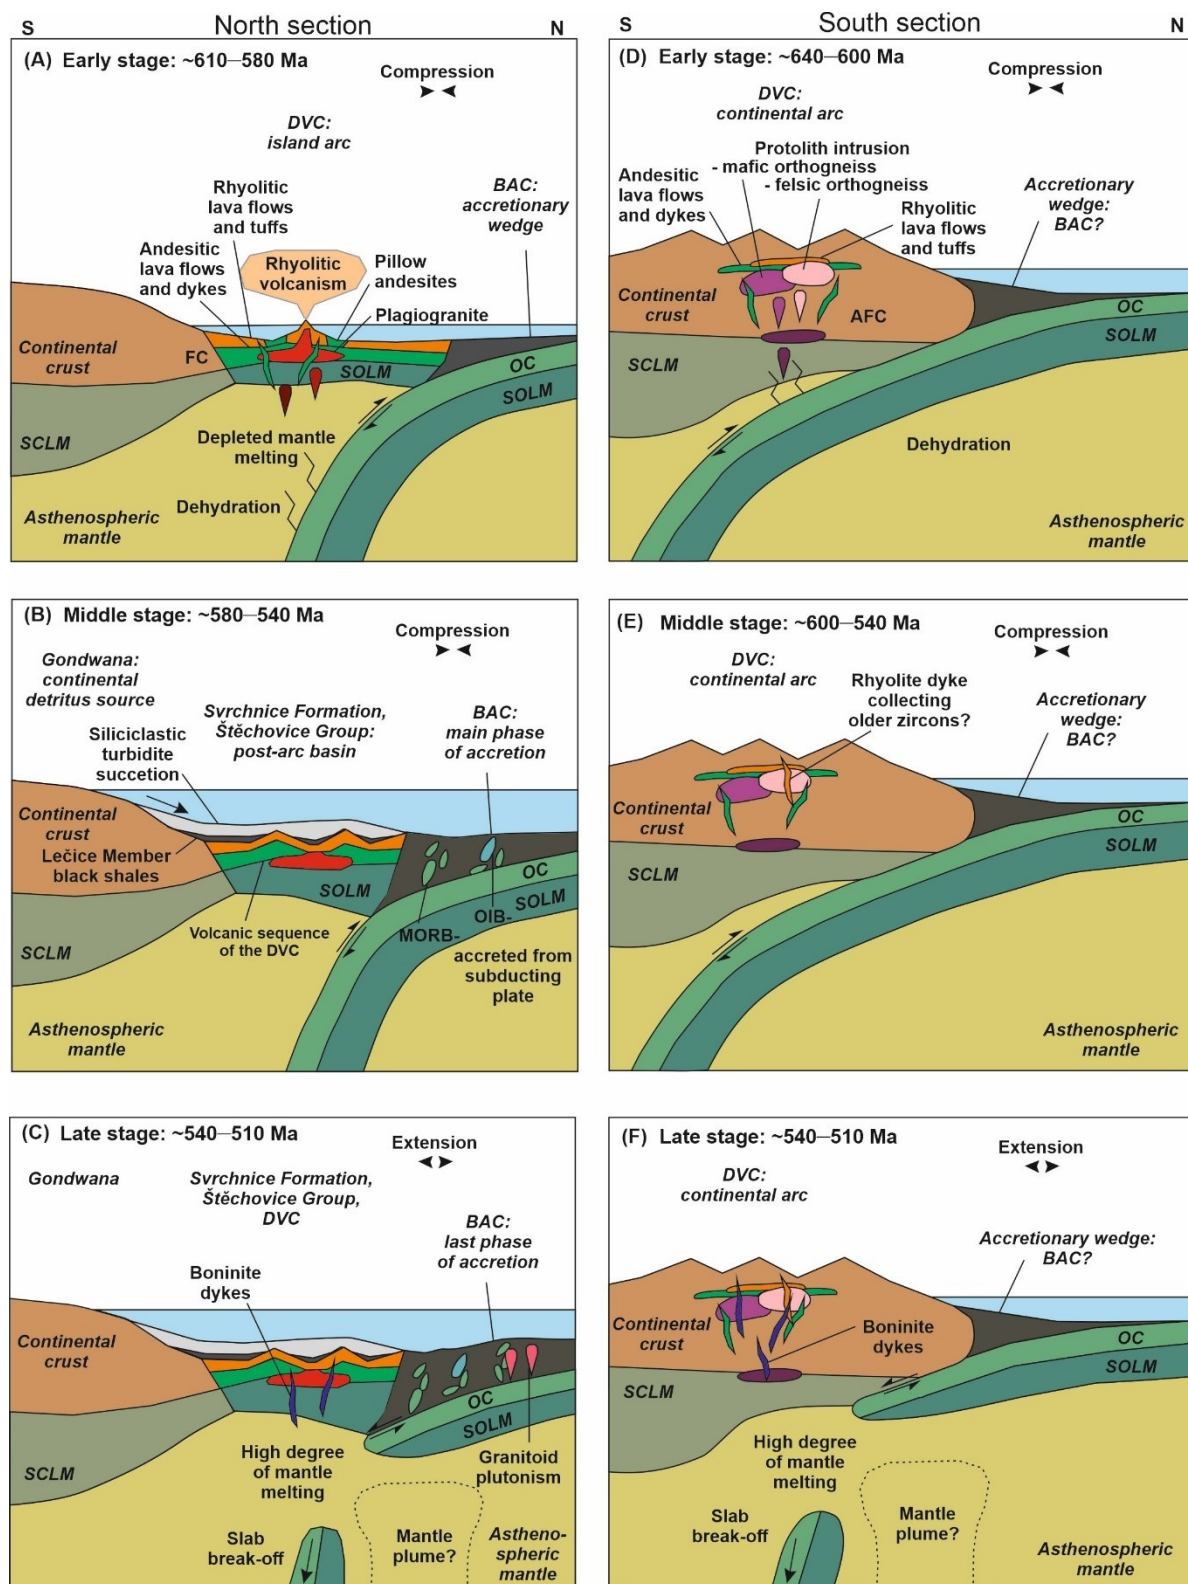 North section
S
N
(A) Early stage: ~610–580 Ma
Compression
DVC:
island arc
Rhyolitic
lava flows
and tuffs
BAC:
accretionary
wedge
Andesitic
lava flows
and dykes
Rhyolitic
volcanism
Pillow
andesites
Plagiogranite
Continental
crust
FC
SOLM
OC
SOLM
SCLM
Depleted mantle
melting
Dehydration
Asthenospheric
mantle
(B) Middle stage: ~580–540 Ma
Compression
Gondwana:
continental
detritus source
Svrchnice Formation,
Štěchovice Group:
post-arc basin
BAC:
main phase
of accretion
Siliciclastic
turbidite
succetion
Continental
crust
Lečice Member
black shales
SOLM
OC
SOLM
OIB-
MORB-
accreted from
subducting
plate
Volcanic sequence
of the DVC
SCLM
Asthenospheric
mantle
(C) Late stage: ~540–510 Ma
Extension
Gondwana
Svrchnice Formation,
Štěchovice Group,
DVC
BAC:
last phase
of accretion
Boninite
dykes
Continental
crust
OC
SOLM
SCLM
High degree
of mantle
melting
Granitoid
plutonism
Slab
break-off
Mantle
plume?
Astheno-
spheric
mantle
South section
S
N
(D) Early stage: ~640–600 Ma
Compression
DVC:
continental arc
Protolith intrusion
- mafic orthogneiss
- felsic orthogneiss
Andesitic
lava flows
and dykes
Rhyolitic
lava flows
and tuffs
Accretionary
wedge:
BAC?
Continental
crust
AFC
OC
SOLM
SCLM
Dehydration
Asthenospheric
mantle
(E) Middle stage: ~600–540 Ma
Compression
DVC:
continental arc
Rhyolite dyke
collecting
older zircons?
Accretionary
wedge:
BAC?
Continental
crust
OC
SOLM
SCLM
Asthenospheric
mantle
(F) Late stage: ~540–510 Ma
Extension
DVC:
continental arc
Accretionary wedge:
BAC?
Continental
crust
Boninite
dykes
OC
SOLM
SCLM
High degree
of mantle
melting
Slab
break-off
Mantle
plume?
Asthenospheric
mantle